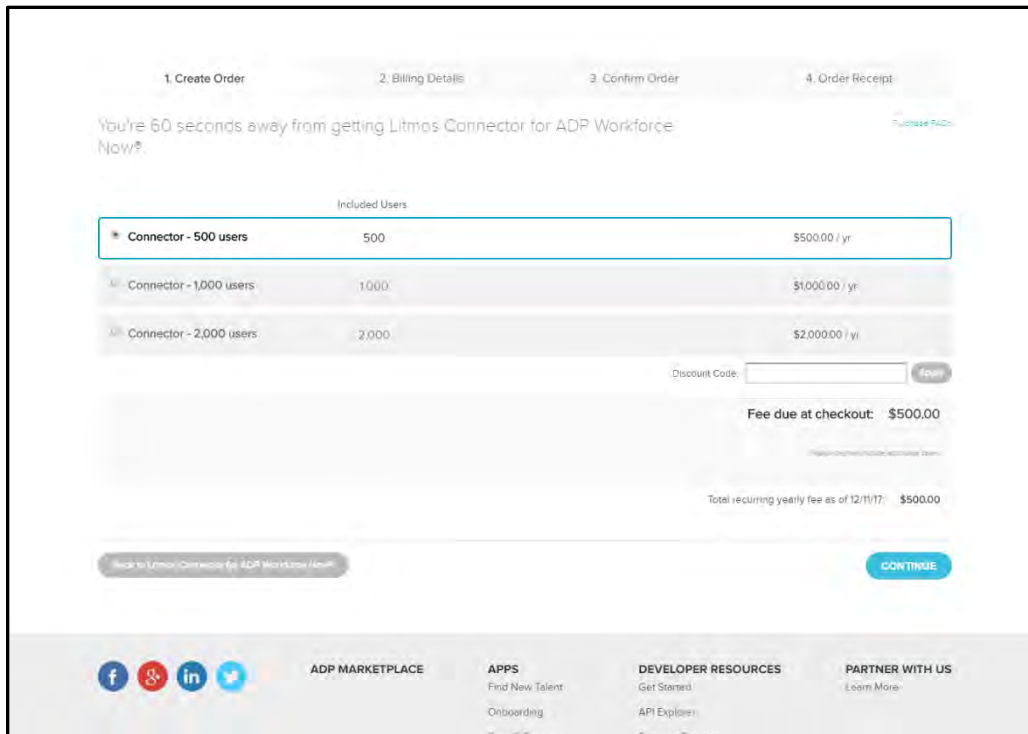 1. Create Order 2. Billing Details 3. Confirm Order 4. Order Receipt
You're 60 seconds away from getting Litmos Connector for ADP Workforce
Now®.
Purchase FAQs
Included Users
Connector - 500 users 500 $500.00 / yr
Connector - 1,000 users 1,000 $1,000.00 / yr
Connector - 2,000 users 2,000 $2,000.00 / yr
Discount Code: Apply
Fee due at checkout: $500.00
Total recurring yearly fee as of 12/11/17: $500.00
Back to Litmos Connector for ADP Workforce Now®
CONTINUE
ADP MARKETPLACE APPS DEVELOPER RESOURCES PARTNER WITH US
Find New Talent Get Started Learn More
Onboarding API Explorer